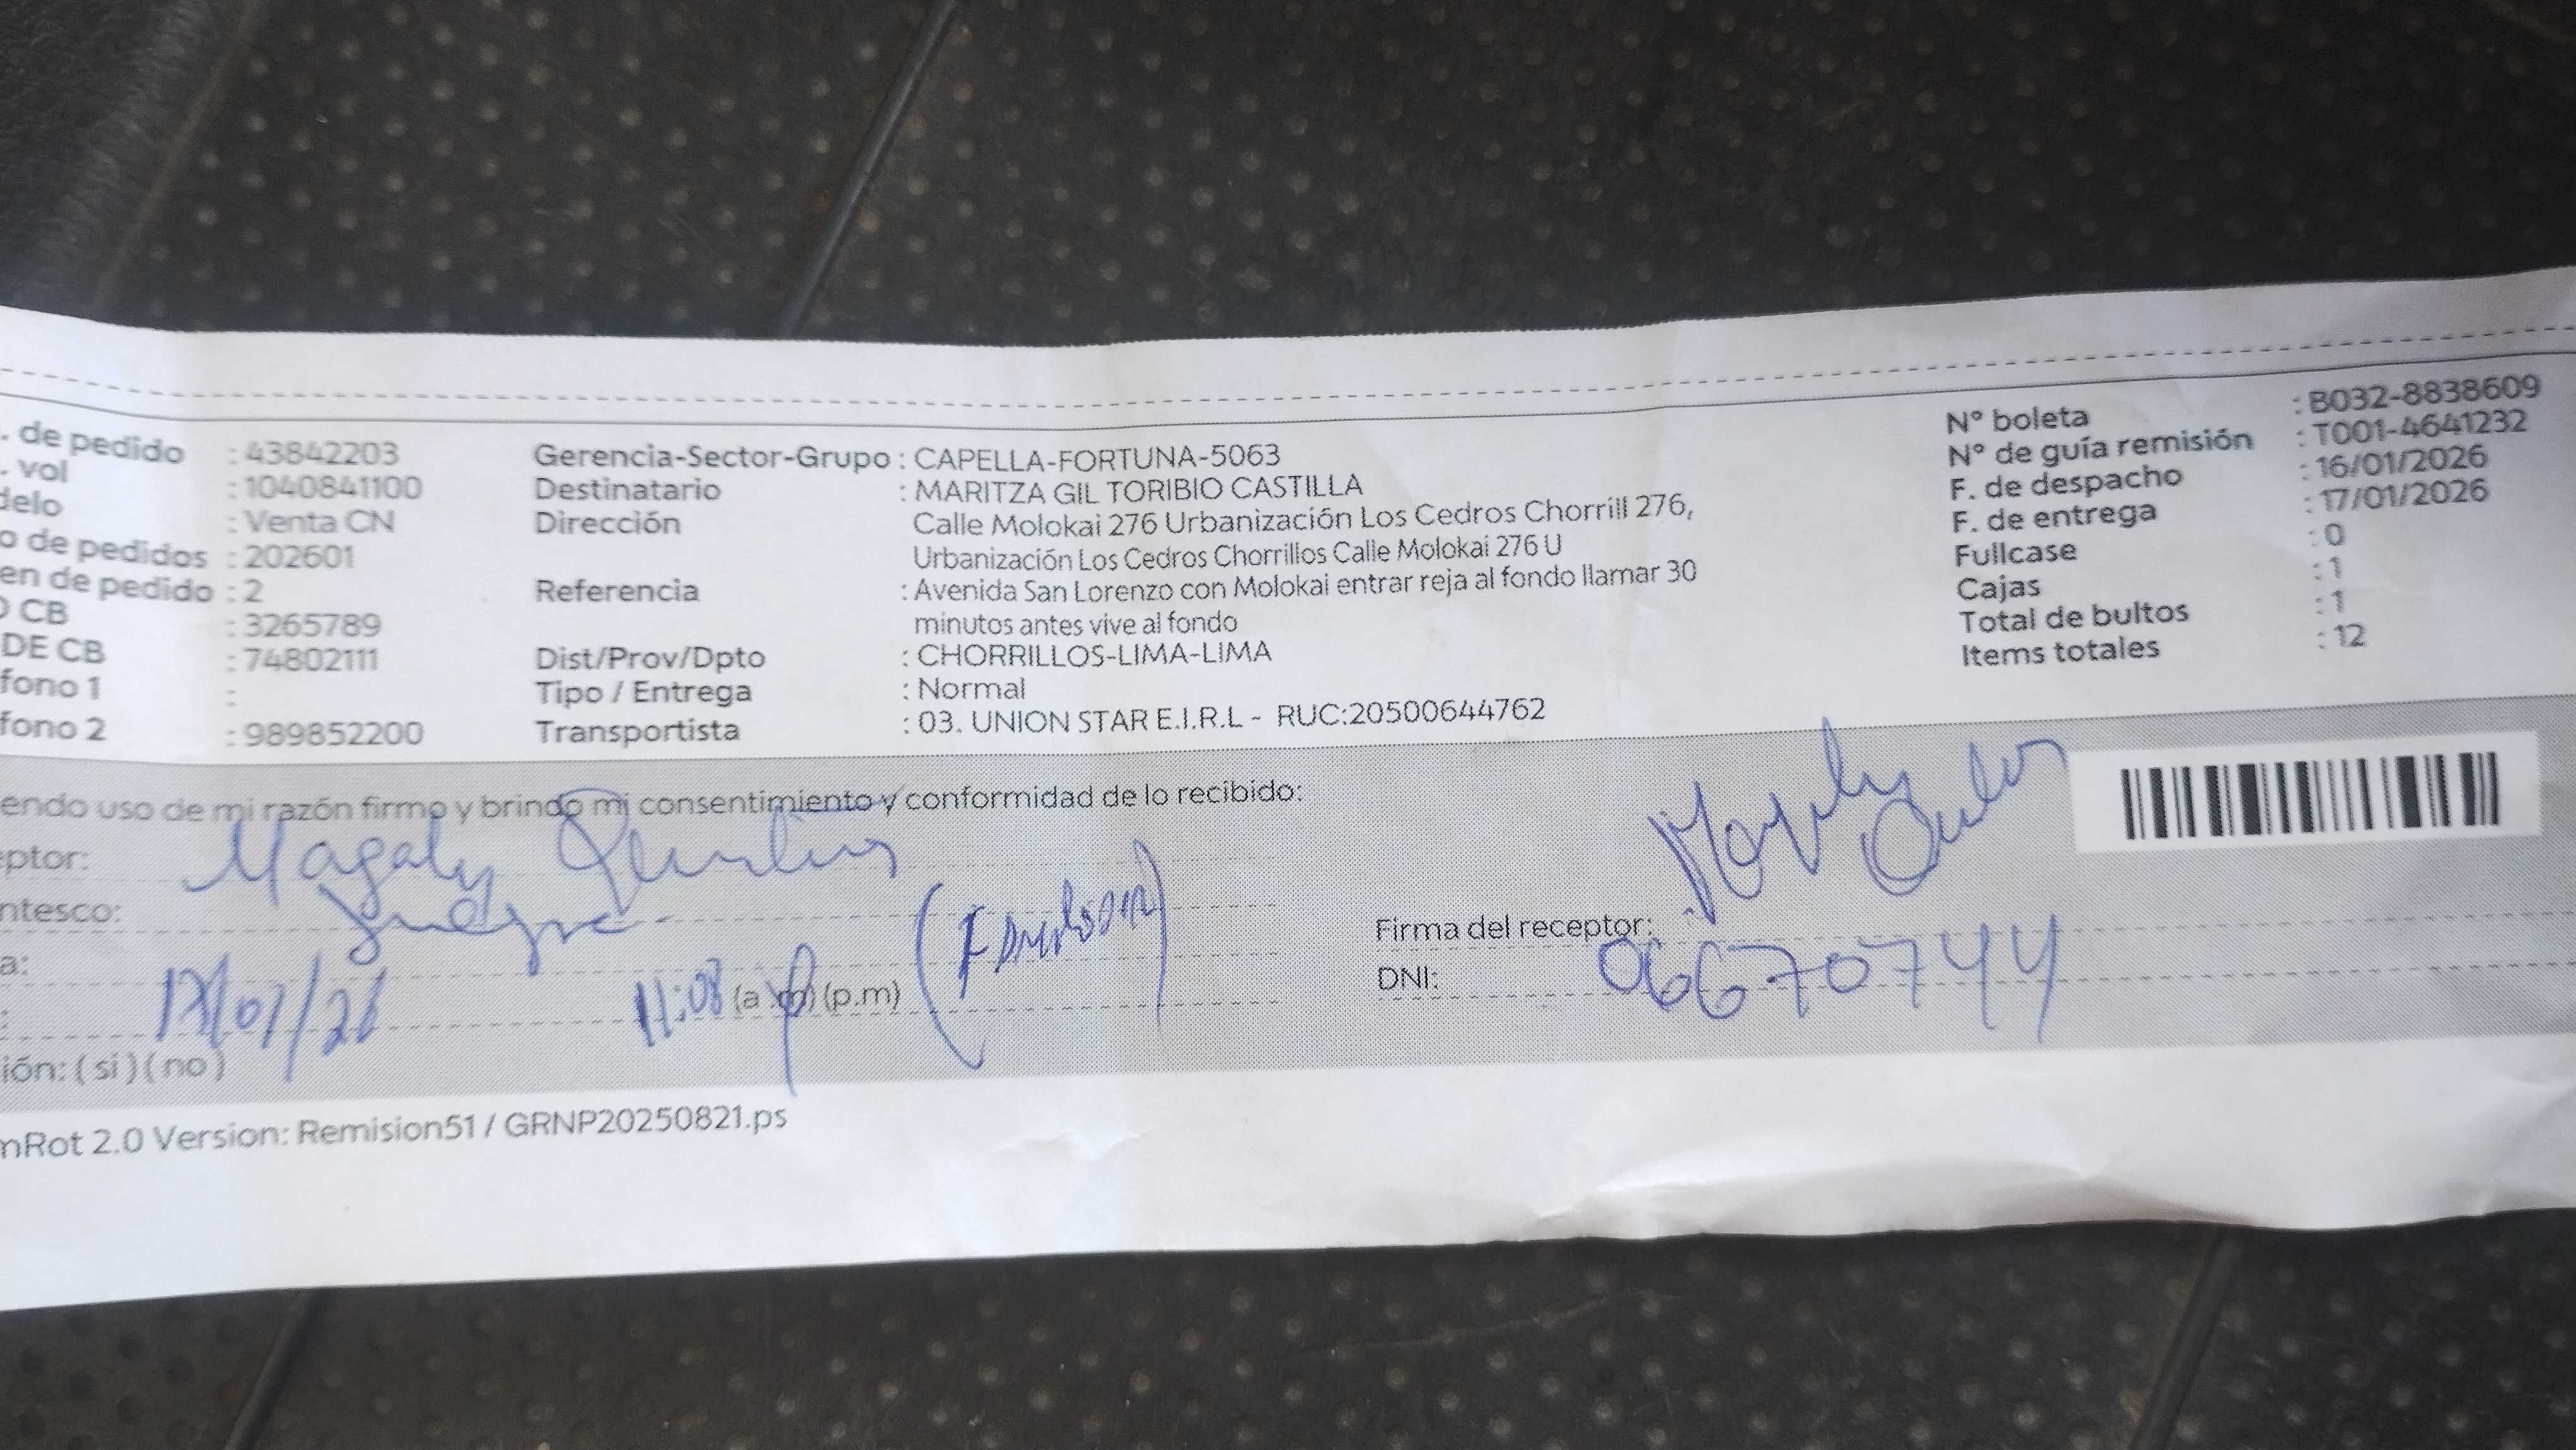 . de pedido : 43842203
. vol : 1040841100
delo : Venta CN
o de pedidos : 202601
en de pedido : 2
O CB : 3265789
DE CB : 74802111
fono 1 :
fono 2 : 989852200
Gerencia-Sector-Grupo : CAPELLA-FORTUNA-5063
Destinatario : MARITZA GIL TORIBIO CASTILLA
Dirección Calle Molokai 276 Urbanización Los Cedros Chorrill 276,
Urbanización Los Cedros Chorrillos Calle Molokai 276 U
Referencia : Avenida San Lorenzo con Molokai entrar reja al fondo llamar 30
minutos antes vive al fondo
Dist/Prov/Dpto : CHORRILLOS-LIMA-LIMA
Tipo / Entrega : Normal
Transportista : 03. UNION STAR E.I.R.L - RUC:20500644762
N° boleta : B032-8838609
N° de guía remisión : T001-4641232
F. de despacho : 16/01/2026
F. de entrega : 17/01/2026
Fullcase : 0
Cajas : 1
Total de bultos : 1
Items totales : 12
endo uso de mi razón firmo y brindo mi consentimiento y conformidad de lo recibido:
eptor: Magaly
ntesco: Suegra
a: 17/01/26 11:08 (a.m) (p.m)
Firma del receptor: Magaly
DNI: 06670744
ión: ( si ) ( no )
mRot 2.0 Version: Remision51 / GRNP20250821.ps